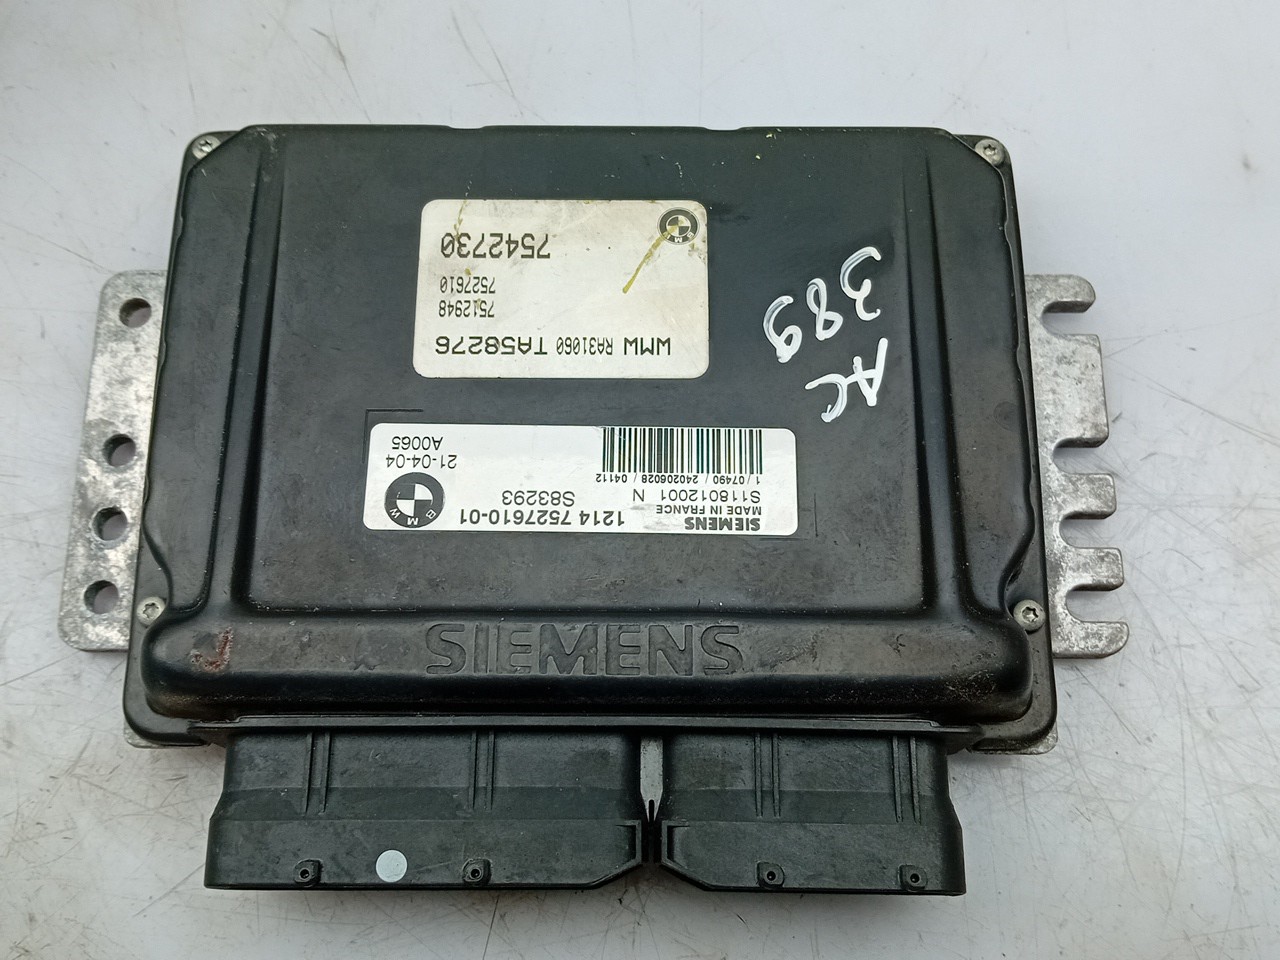 7542730
7527610
7512948
WMW RA31060 TA58276
BMW
AC
389
A0065
21-04-04
1 / 07490 / 24026028 / 04112
S118012001 N
S83293
MADE IN FRANCE
1214 7527610-01
SIEMENS
BMW
SIEMENS